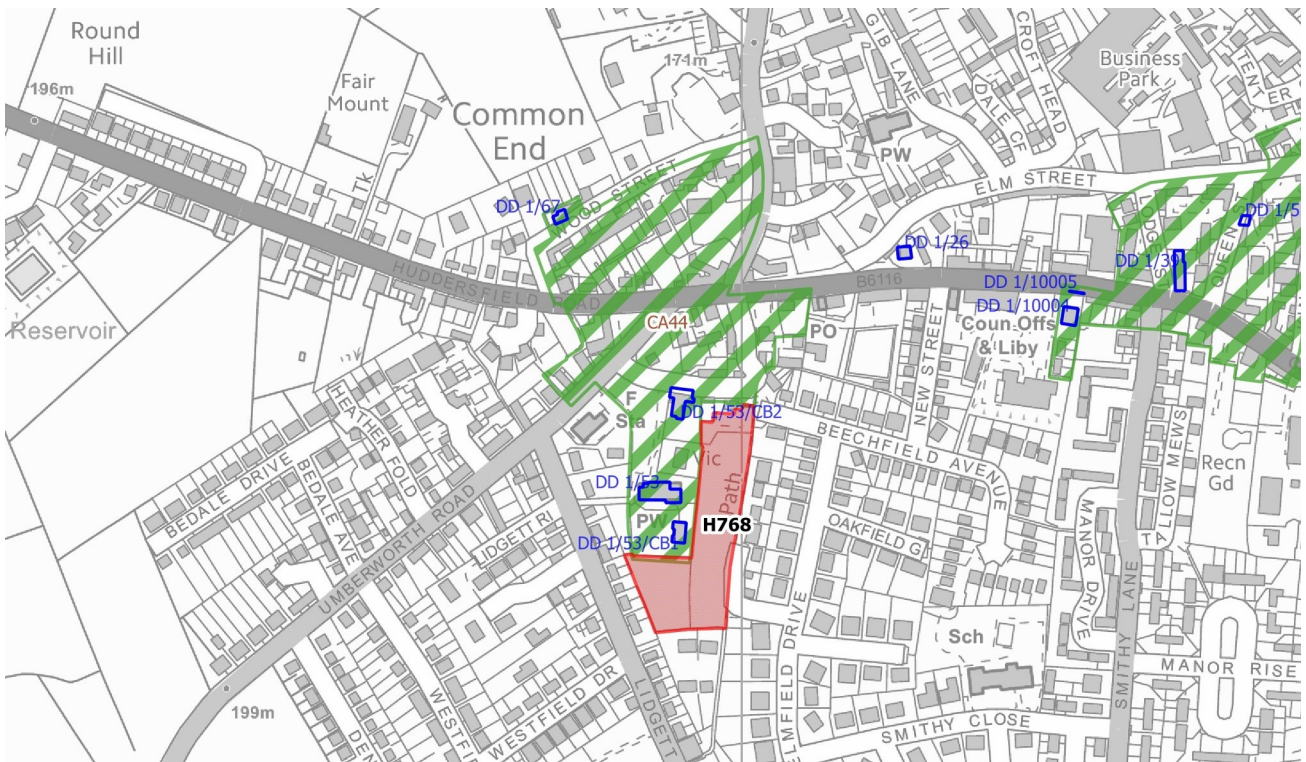 Round
Hill
196m
Fair
Mount
Tk
Common
End
171m
GIB LANE
CROFT HEAD
DALE CF
Business
Park
TENTER
PW
ELM STREET
WOOD STREET
DD 1/67
DD 1/26
DD 1/5
DD 1/39
QUEEN S
DD 1/10005
DD 1/10004
HUDDERSFIELD ROAD
B6116
CA44
Reservoir
PO
Coun Offs
& Liby
NEW STREET
F
Sta
DD 1/53/CB2
Vic
Path
HEATHER FOLD
BEDALE DRIVE
BEDALE AVE
BEECHFIELD AVENUE
TALLOW MEWS
Recn
Gd
DD 1/53
PW
H768
DD 1/53/CB1
OAKFIELD G
LIDGETT RI
UMBERWORTH ROAD
MANOR DRIVE
SMITHY LANE
Sch
MANOR RISE
ELMFIELD DRIVE
SMITHY CLOSE
199m
WESTF
WESTFIELD DR
LIDGETT
DEN